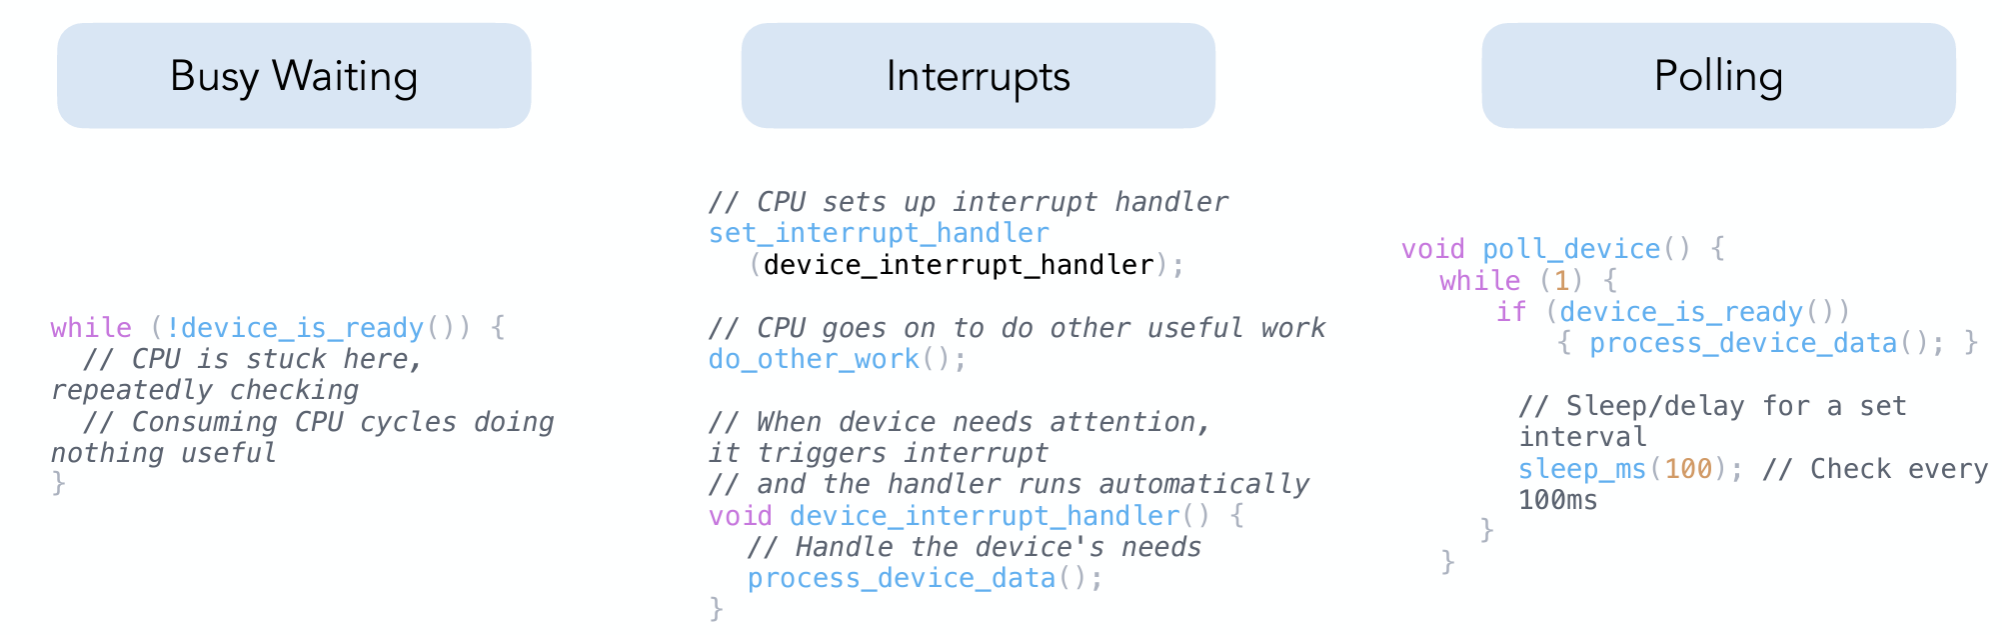 Busy Waiting
while (!device_is_ready()) {
// CPU is stuck here,
repeatedly checking
// Consuming CPU cycles doing
nothing useful
}
Interrupts
// CPU sets up interrupt handler
set_interrupt_handler
(device_interrupt_handler);
// CPU goes on to do other useful work
do_other_work();
// When device needs attention,
it triggers interrupt
// and the handler runs automatically
void device_interrupt_handler() {
// Handle the device's needs
process_device_data();
}
Polling
void poll_device() {
while (1) {
if (device_is_ready())
{ process_device_data(); }
// Sleep/delay for a set
interval
sleep_ms(100); // Check every
100ms
}
}